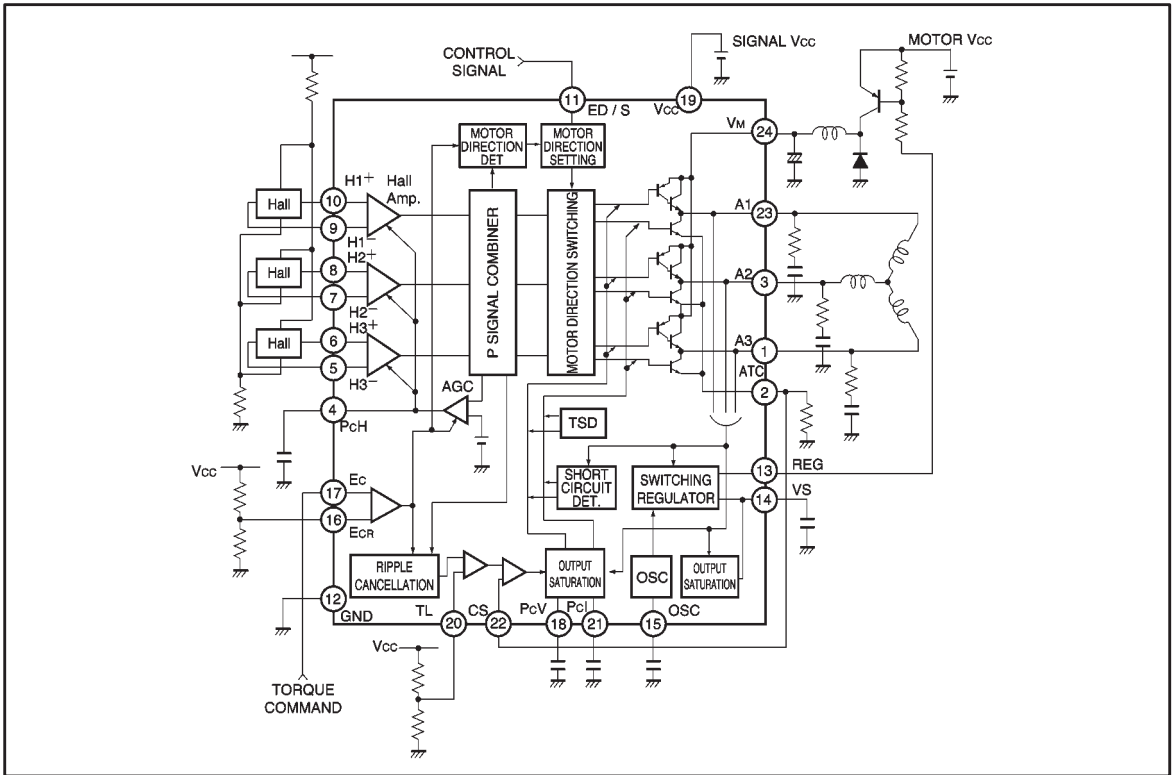 CONTROL
SIGNAL
SIGNAL VCC
MOTOR VCC
11
ED / S
VCC
19
VM
24
MOTOR
DIRECTION
DET
MOTOR
DIRECTION
SETTING
H1+
Hall
Amp.
Hall
10
9
H1−
H2+
Hall
8
7
H2−
H3+
Hall
6
5
H3−
P SIGNAL COMBINER
MOTOR DIRECTION SWITCHING
A1
23
A2
3
A3
1
ATC
2
4
PCH
AGC
TSD
SHORT
CIRCUIT
DET.
SWITCHING
REGULATOR
13
REG
14
VS
VCC
17
EC
16
ECR
RIPPLE
CANCELLATION
OUTPUT
SATURATION
OSC
OUTPUT
SATURATION
12
GND
TL
20
CS
22
PCV
18
PCI
21
15
OSC
VCC
TORQUE
COMMAND